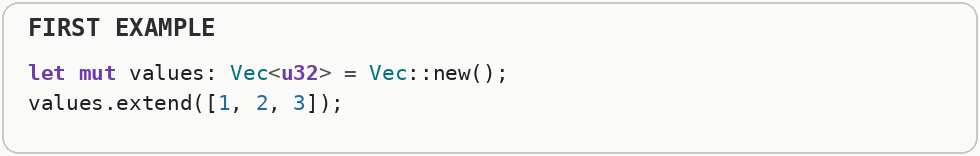 FIRST EXAMPLE
let mut values: Vec<u32> = Vec::new();
values.extend([1, 2, 3]);